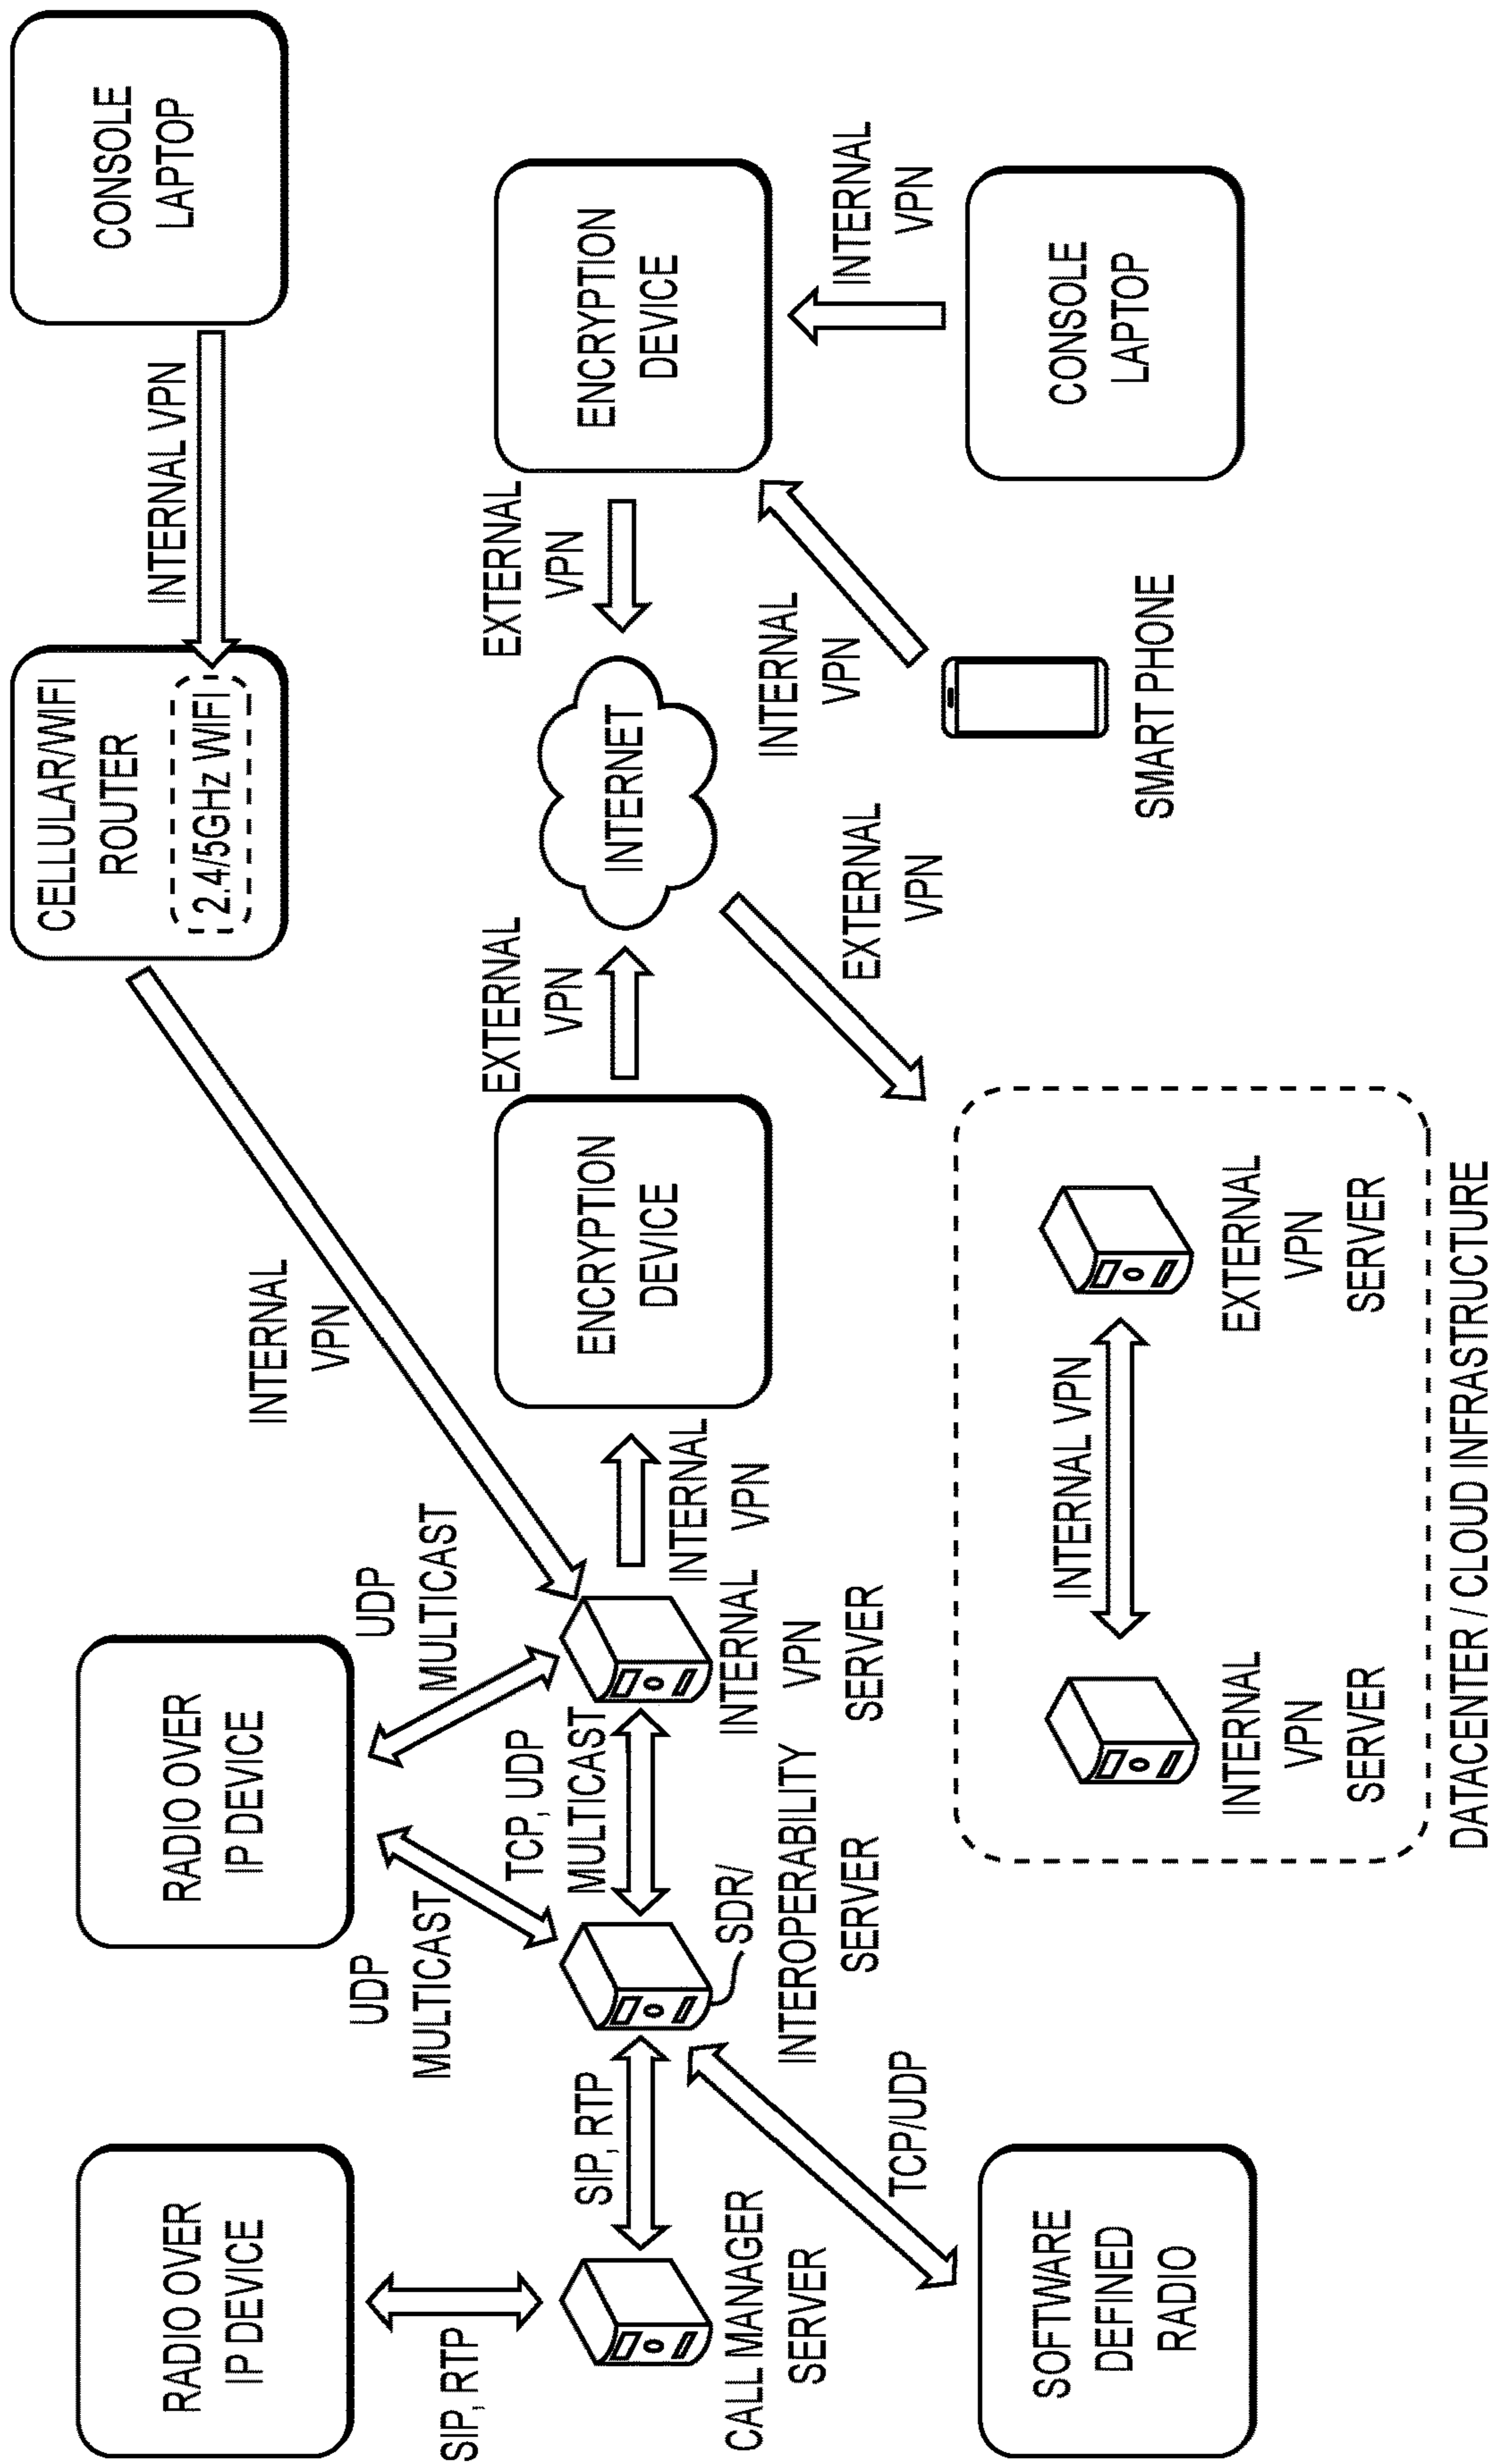 RADIO OVER
IP DEVICE
RADIO OVER
IP DEVICE
CELLULAR/WIFI
ROUTER
2.4/5GHz WIFI
CONSOLE
LAPTOP
INTERNAL VPN
INTERNAL
VPN
UDP
MULTICAST
UDP
MULTICAST
SIP, RTP
SIP, RTP
TCP, UDP
MULTICAST
CALL MANAGER
SERVER
SDR/
INTEROPERABILITY
SERVER
INTERNAL
VPN
SERVER
INTERNAL
VPN
ENCRYPTION
DEVICE
EXTERNAL
VPN
INTERNET
EXTERNAL
VPN
ENCRYPTION
DEVICE
TCP/UDP
SOFTWARE
DEFINED
RADIO
EXTERNAL
VPN
INTERNAL
VPN
INTERNAL
VPN
SMART PHONE
CONSOLE
LAPTOP
INTERNAL VPN
INTERNAL
VPN
SERVER
EXTERNAL
VPN
SERVER
DATACENTER / CLOUD INFRASTRUCTURE